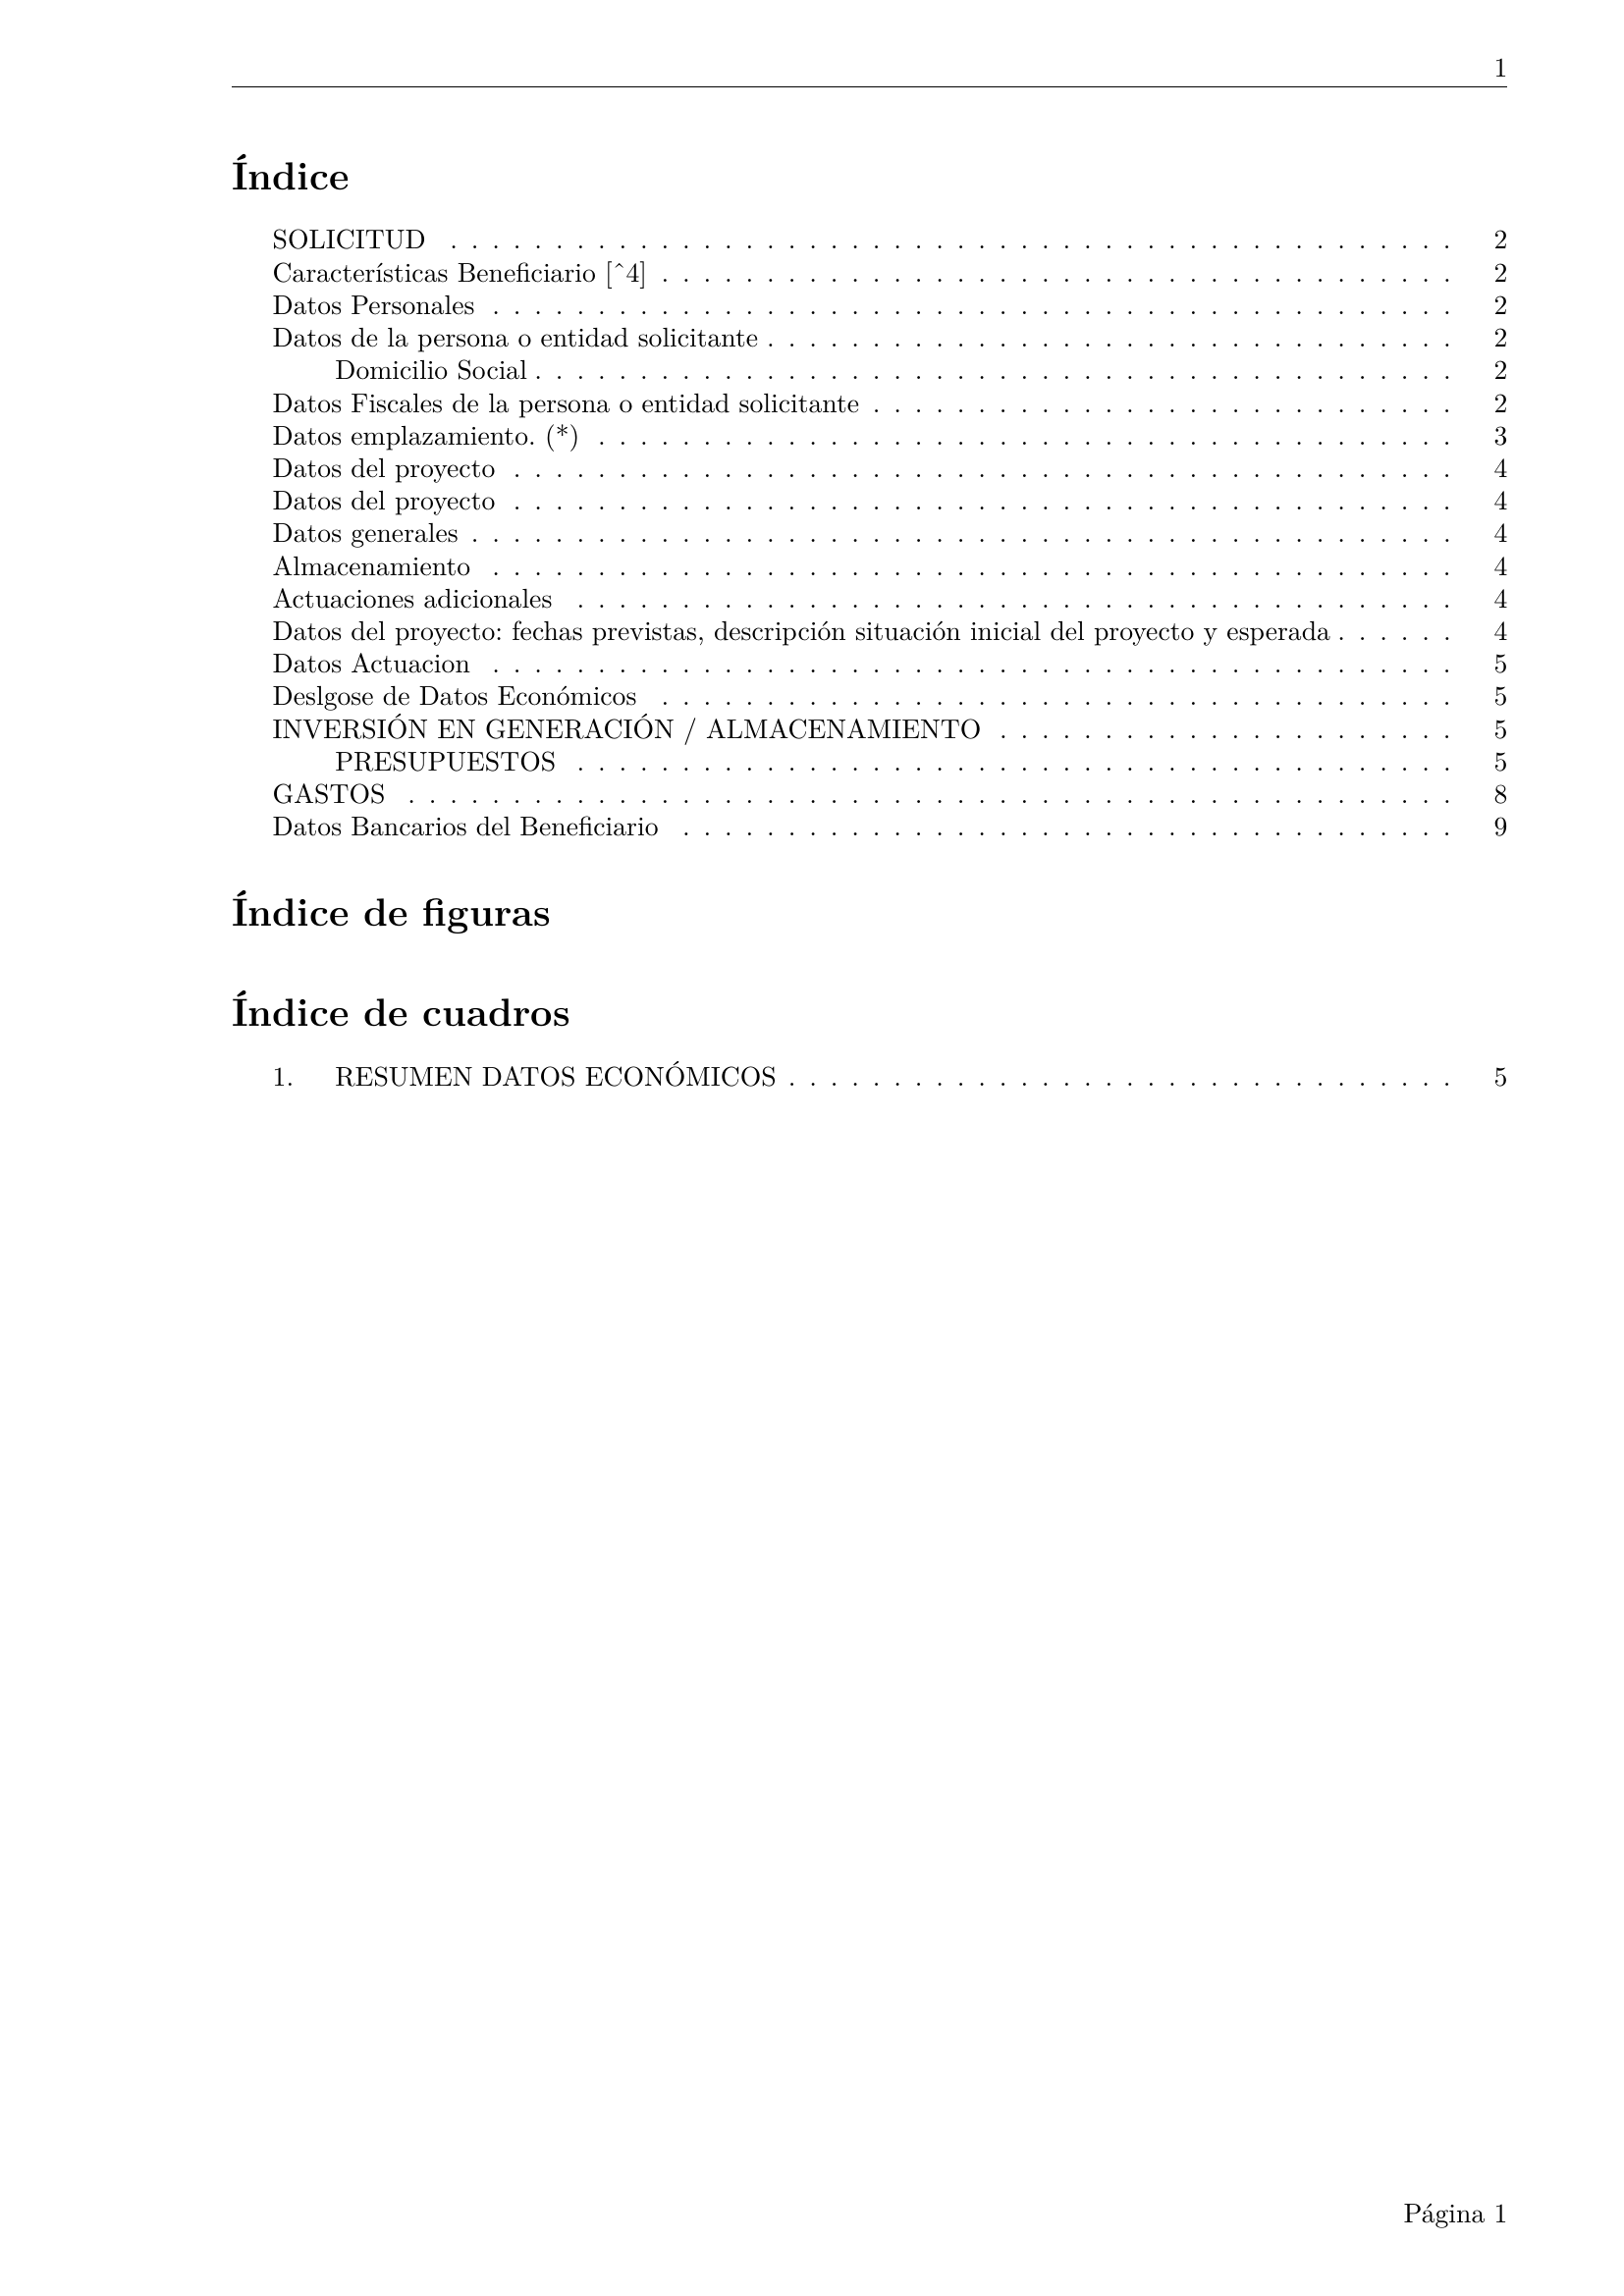 1
Índice
SOLICITUD . . . . . . . . . . . . . . . . . . . . . . . . . . . . . . . . . . . . . . . . . . . . . . . . 2
Características Beneficiario [^4] . . . . . . . . . . . . . . . . . . . . . . . . . . . . . . . . . . . . . . 2
Datos Personales . . . . . . . . . . . . . . . . . . . . . . . . . . . . . . . . . . . . . . . . . . . . . . 2
Datos de la persona o entidad solicitante . . . . . . . . . . . . . . . . . . . . . . . . . . . . . . . . . 2
Domicilio Social . . . . . . . . . . . . . . . . . . . . . . . . . . . . . . . . . . . . . . . . . . . . 2
Datos Fiscales de la persona o entidad solicitante . . . . . . . . . . . . . . . . . . . . . . . . . . . . 2
Datos emplazamiento. (*) . . . . . . . . . . . . . . . . . . . . . . . . . . . . . . . . . . . . . . . . . 3
Datos del proyecto . . . . . . . . . . . . . . . . . . . . . . . . . . . . . . . . . . . . . . . . . . . . . 4
Datos del proyecto . . . . . . . . . . . . . . . . . . . . . . . . . . . . . . . . . . . . . . . . . . . . . 4
Datos generales . . . . . . . . . . . . . . . . . . . . . . . . . . . . . . . . . . . . . . . . . . . . . . . 4
Almacenamiento . . . . . . . . . . . . . . . . . . . . . . . . . . . . . . . . . . . . . . . . . . . . . . 4
Actuaciones adicionales . . . . . . . . . . . . . . . . . . . . . . . . . . . . . . . . . . . . . . . . . . 4
Datos del proyecto: fechas previstas, descripción situación inicial del proyecto y esperada . . . . . . 4
Datos Actuacion . . . . . . . . . . . . . . . . . . . . . . . . . . . . . . . . . . . . . . . . . . . . . . 5
Deslgose de Datos Económicos . . . . . . . . . . . . . . . . . . . . . . . . . . . . . . . . . . . . . . 5
INVERSIÓN EN GENERACIÓN / ALMACENAMIENTO . . . . . . . . . . . . . . . . . . . . . . 5
PRESUPUESTOS . . . . . . . . . . . . . . . . . . . . . . . . . . . . . . . . . . . . . . . . . . 5
GASTOS . . . . . . . . . . . . . . . . . . . . . . . . . . . . . . . . . . . . . . . . . . . . . . . . . . 8
Datos Bancarios del Beneficiario . . . . . . . . . . . . . . . . . . . . . . . . . . . . . . . . . . . . . 9
Índice de figuras
Índice de cuadros
1. RESUMEN DATOS ECONÓMICOS . . . . . . . . . . . . . . . . . . . . . . . . . . . . . . . . 5
Página 1